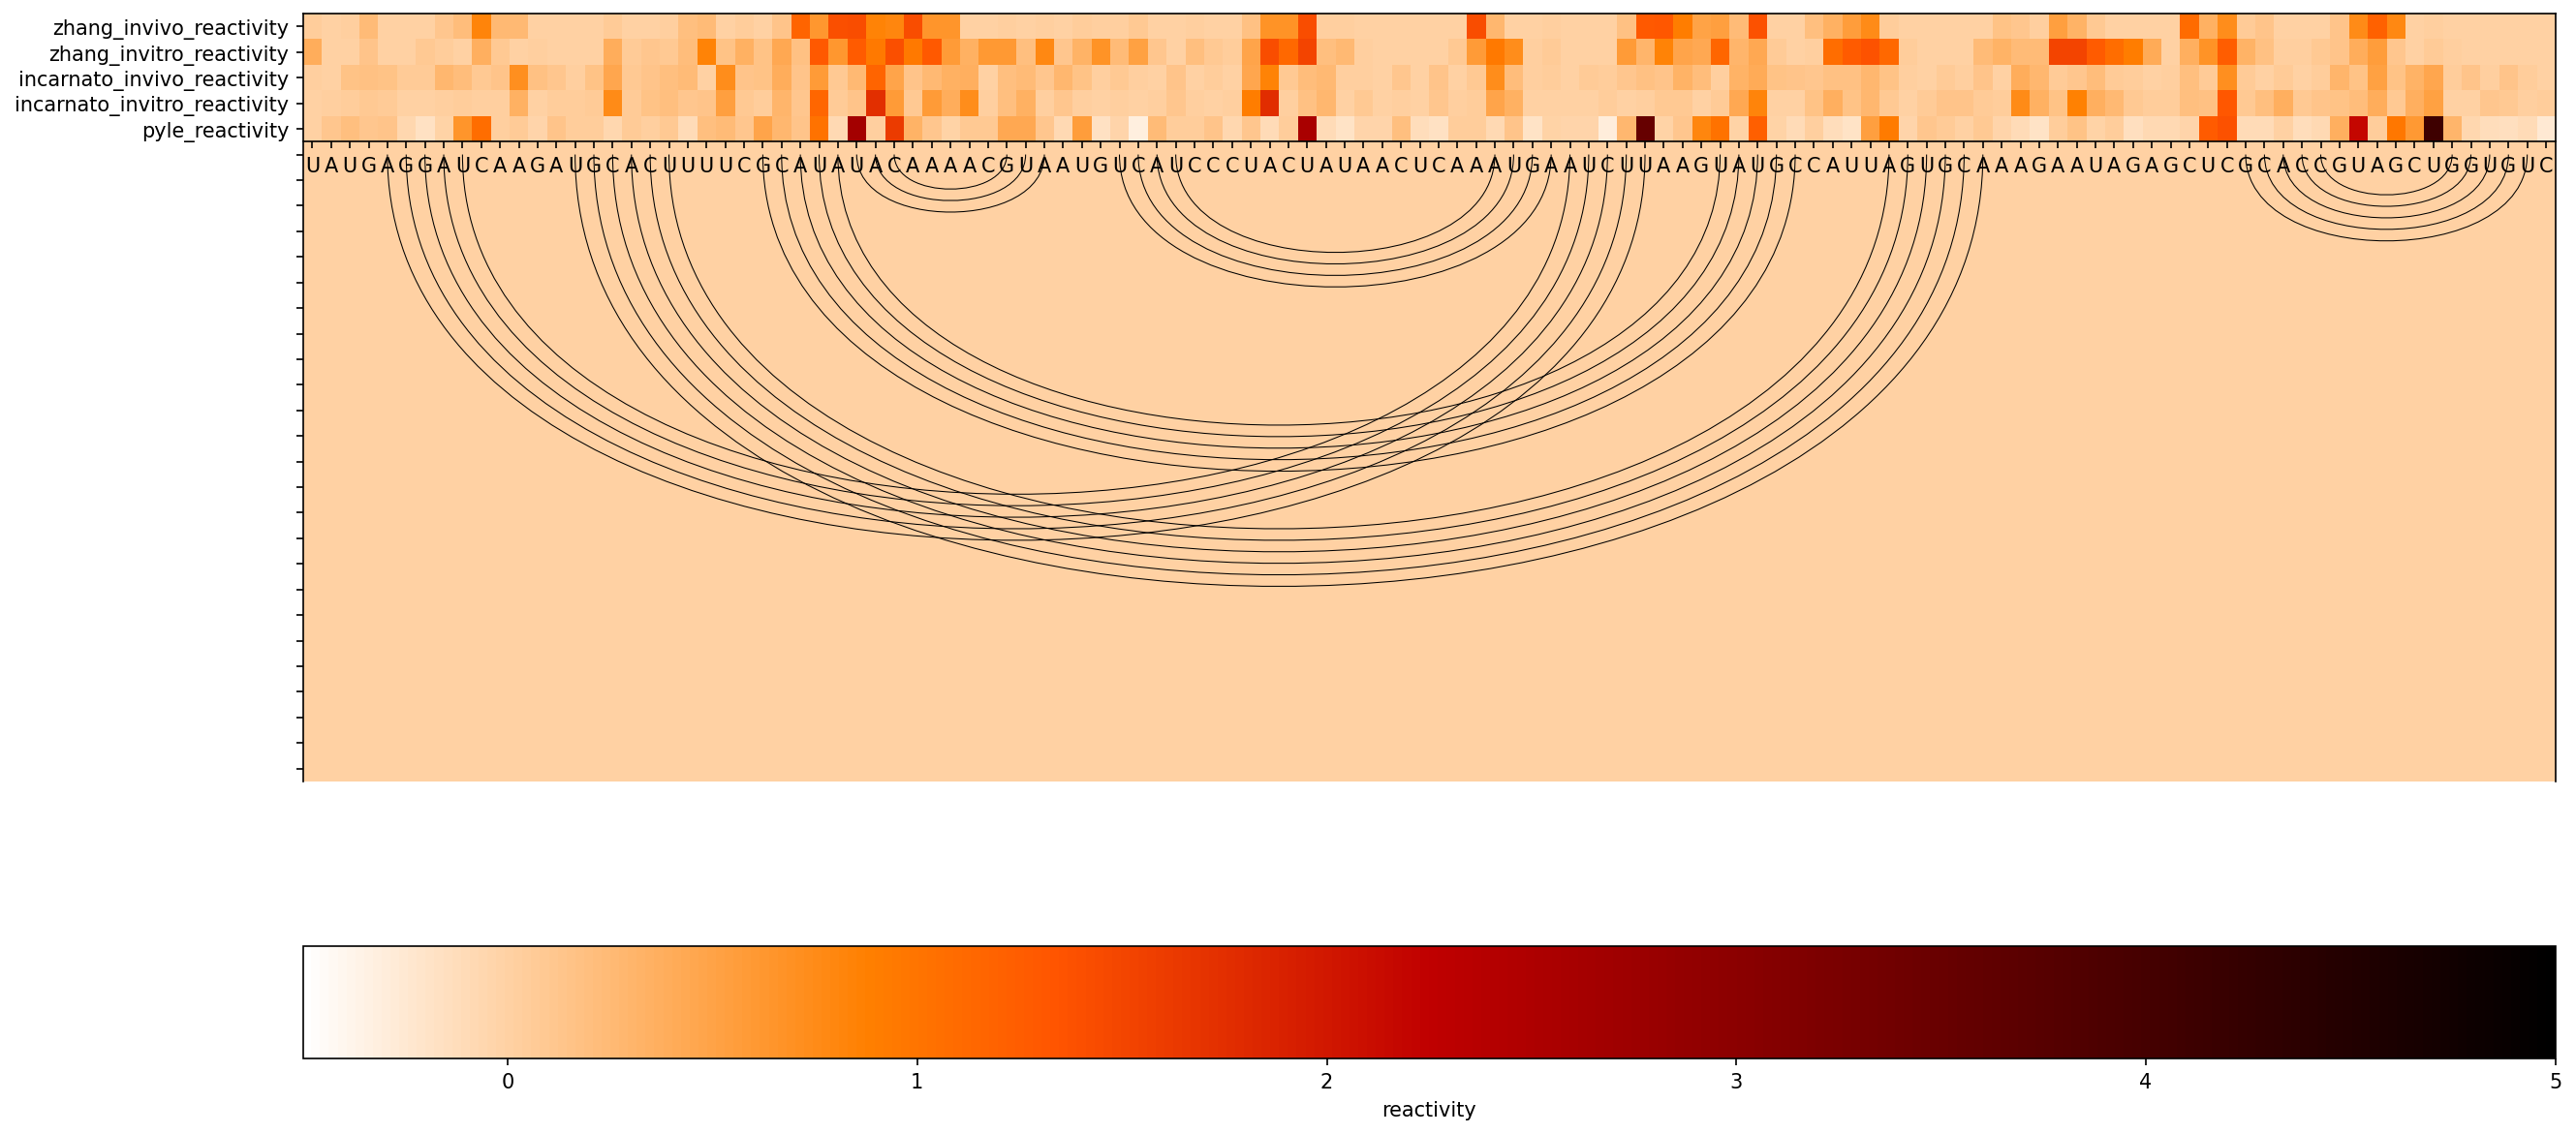 zhang_invivo_reactivity
zhang_invitro_reactivity
incarnato_invivo_reactivity
incarnato_invitro_reactivity
pyle_reactivity
UAUGAGGAUCAAGAUGCACUUUUCGCAUAUACAAAACGUAAUGUCAUCCCUACUAUAACUCAAAUGAAUCUUAAGUAUGCCAUUAGUGCAAAGAAUAGAGCUCGCACCGUAGCUGGUGUC
0 1 2 3 4 5
reactivity